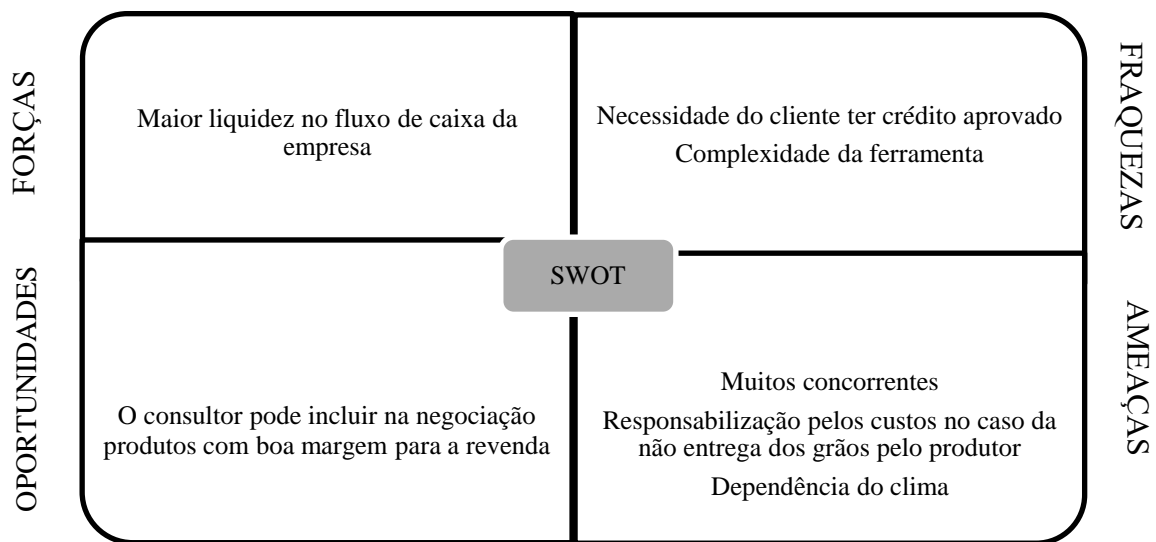 FORÇAS
Maior liquidez no fluxo de caixa da
empresa
Necessidade do cliente ter crédito aprovado
Complexidade da ferramenta
FRAQUEZAS
SWOT
OPORTUNIDADES
O consultor pode incluir na negociação
produtos com boa margem para a revenda
Muitos concorrentes
Responsabilização pelos custos no caso da
não entrega dos grãos pelo produtor
Dependência do clima
AMEAÇAS